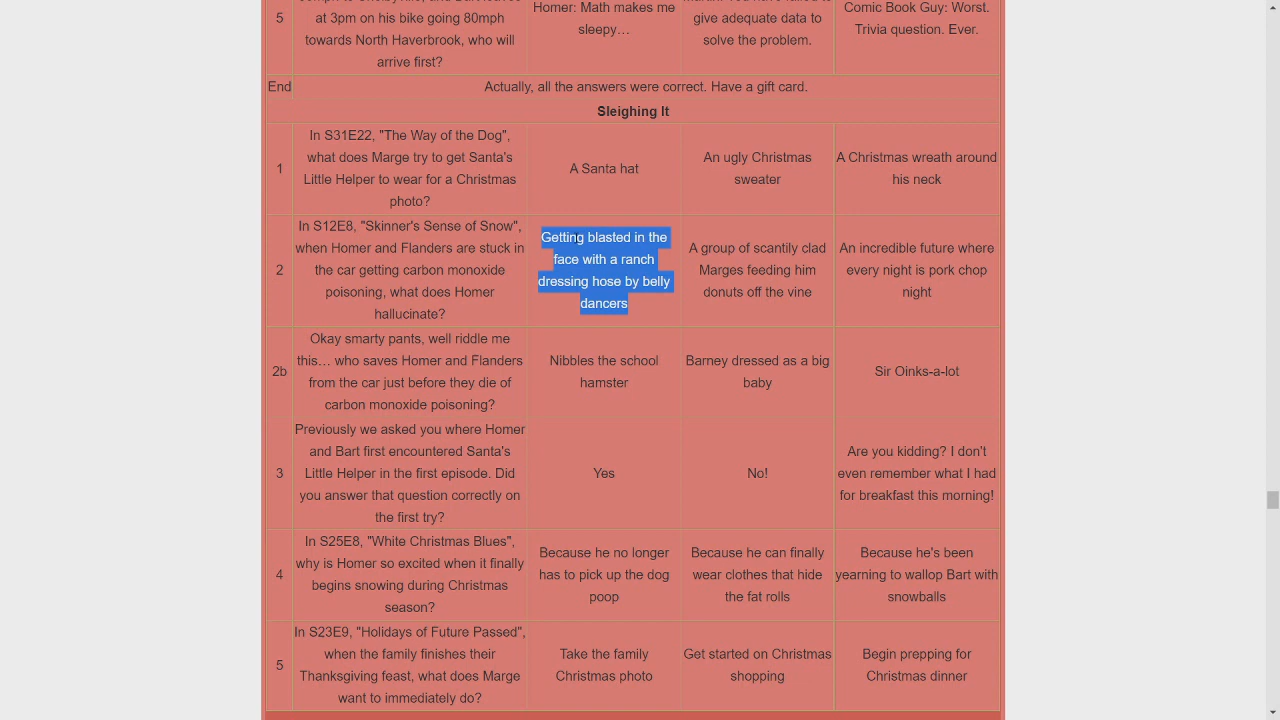 5
to Shelbyville, and Bart leaves
at 3pm on his bike going 80mph
towards North Haverbrook, who will
arrive first?
Homer: Math makes me
sleepy…
give adequate data to
solve the problem.
Comic Book Guy: Worst.
Trivia question. Ever.
End
Actually, all the answers were correct. Have a gift card.
Sleighing It
1
In S31E22, "The Way of the Dog",
what does Marge try to get Santa's
Little Helper to wear for a Christmas
photo?
A Santa hat
An ugly Christmas
sweater
A Christmas wreath around
his neck
2
In S12E8, "Skinner's Sense of Snow",
when Homer and Flanders are stuck in
the car getting carbon monoxide
poisoning, what does Homer
hallucinate?
Getting blasted in the
face with a ranch
dressing hose by belly
dancers
A group of scantily clad
Marges feeding him
donuts off the vine
An incredible future where
every night is pork chop
night
2b
Okay smarty pants, well riddle me
this… who saves Homer and Flanders
from the car just before they die of
carbon monoxide poisoning?
Nibbles the school
hamster
Barney dressed as a big
baby
Sir Oinks-a-lot
3
Previously we asked you where Homer
and Bart first encountered Santa's
Little Helper in the first episode. Did
you answer that question correctly on
the first try?
Yes
No!
Are you kidding? I don't
even remember what I had
for breakfast this morning!
4
In S25E8, "White Christmas Blues",
why is Homer so excited when it finally
begins snowing during Christmas
season?
Because he no longer
has to pick up the dog
poop
Because he can finally
wear clothes that hide
the fat rolls
Because he's been
yearning to wallop Bart with
snowballs
5
In S23E9, "Holidays of Future Passed",
when the family finishes their
Thanksgiving feast, what does Marge
want to immediately do?
Take the family
Christmas photo
Get started on Christmas
shopping
Begin prepping for
Christmas dinner